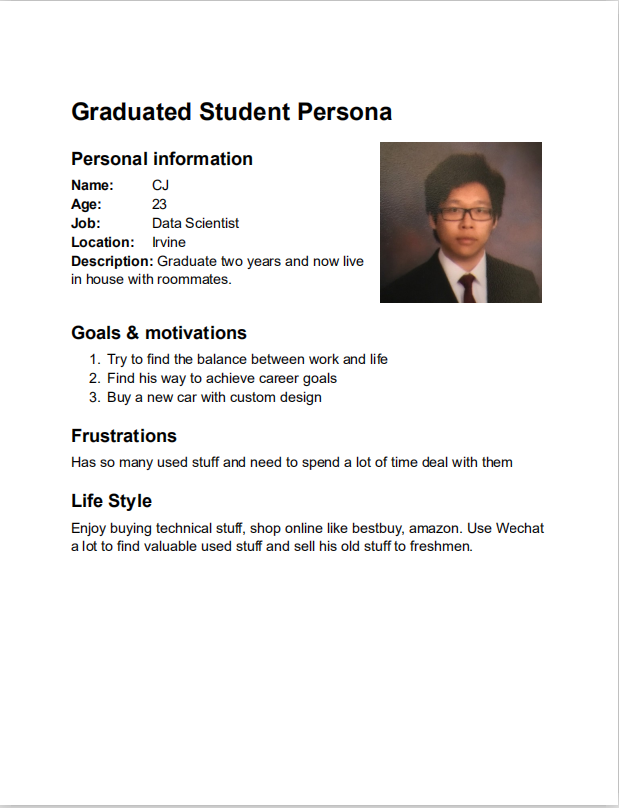 Graduated Student Persona
Personal information
Name: CJ
Age: 23
Job: Data Scientist
Location: Irvine
Description: Graduate two years and now live
in house with roommates.
Goals & motivations
1. Try to find the balance between work and life
2. Find his way to achieve career goals
3. Buy a new car with custom design
Frustrations
Has so many used stuff and need to spend a lot of time deal with them
Life Style
Enjoy buying technical stuff, shop online like bestbuy, amazon. Use Wechat
a lot to find valuable used stuff and sell his old stuff to freshmen.